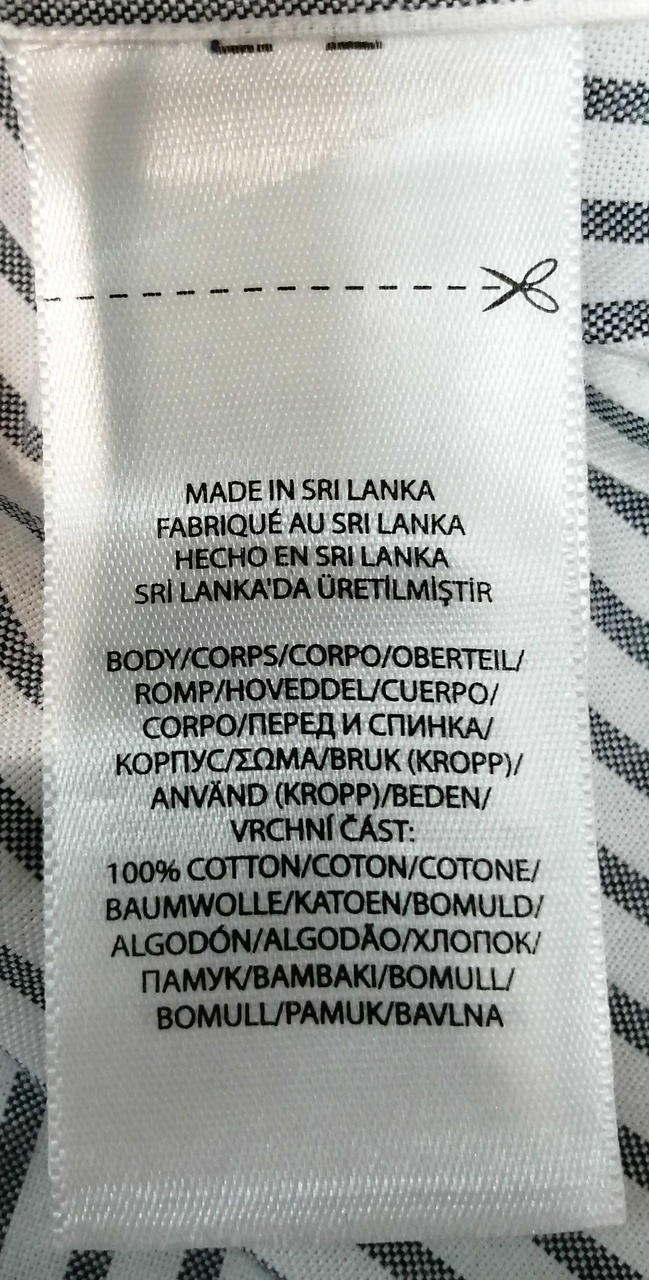 MADE IN SRI LANKA
FABRIQUÉ AU SRI LANKA
HECHO EN SRI LANKA
SRİ LANKA'DA ÜRETİLMİŞTİR
BODY/CORPS/CORPO/OBERTEIL/
ROMP/HOVEDDEL/CUERPO/
CORPO/ПЕРЕД И СПИНКА/
КОРПУС/ΣΩΜΑ/BRUK (KROPP)/
ANVÄND (KROPP)/BEDEN/
VRCHNÍ ČÁST:
100% COTTON/COTON/COTONE/
BAUMWOLLE/KATOEN/BOMULD/
ALGODÓN/ALGODÃO/ХЛОПОК/
ПАМУК/ΒΑΜΒΑΚΙ/BOMULL/
BOMULL/PAMUK/BAVLNA